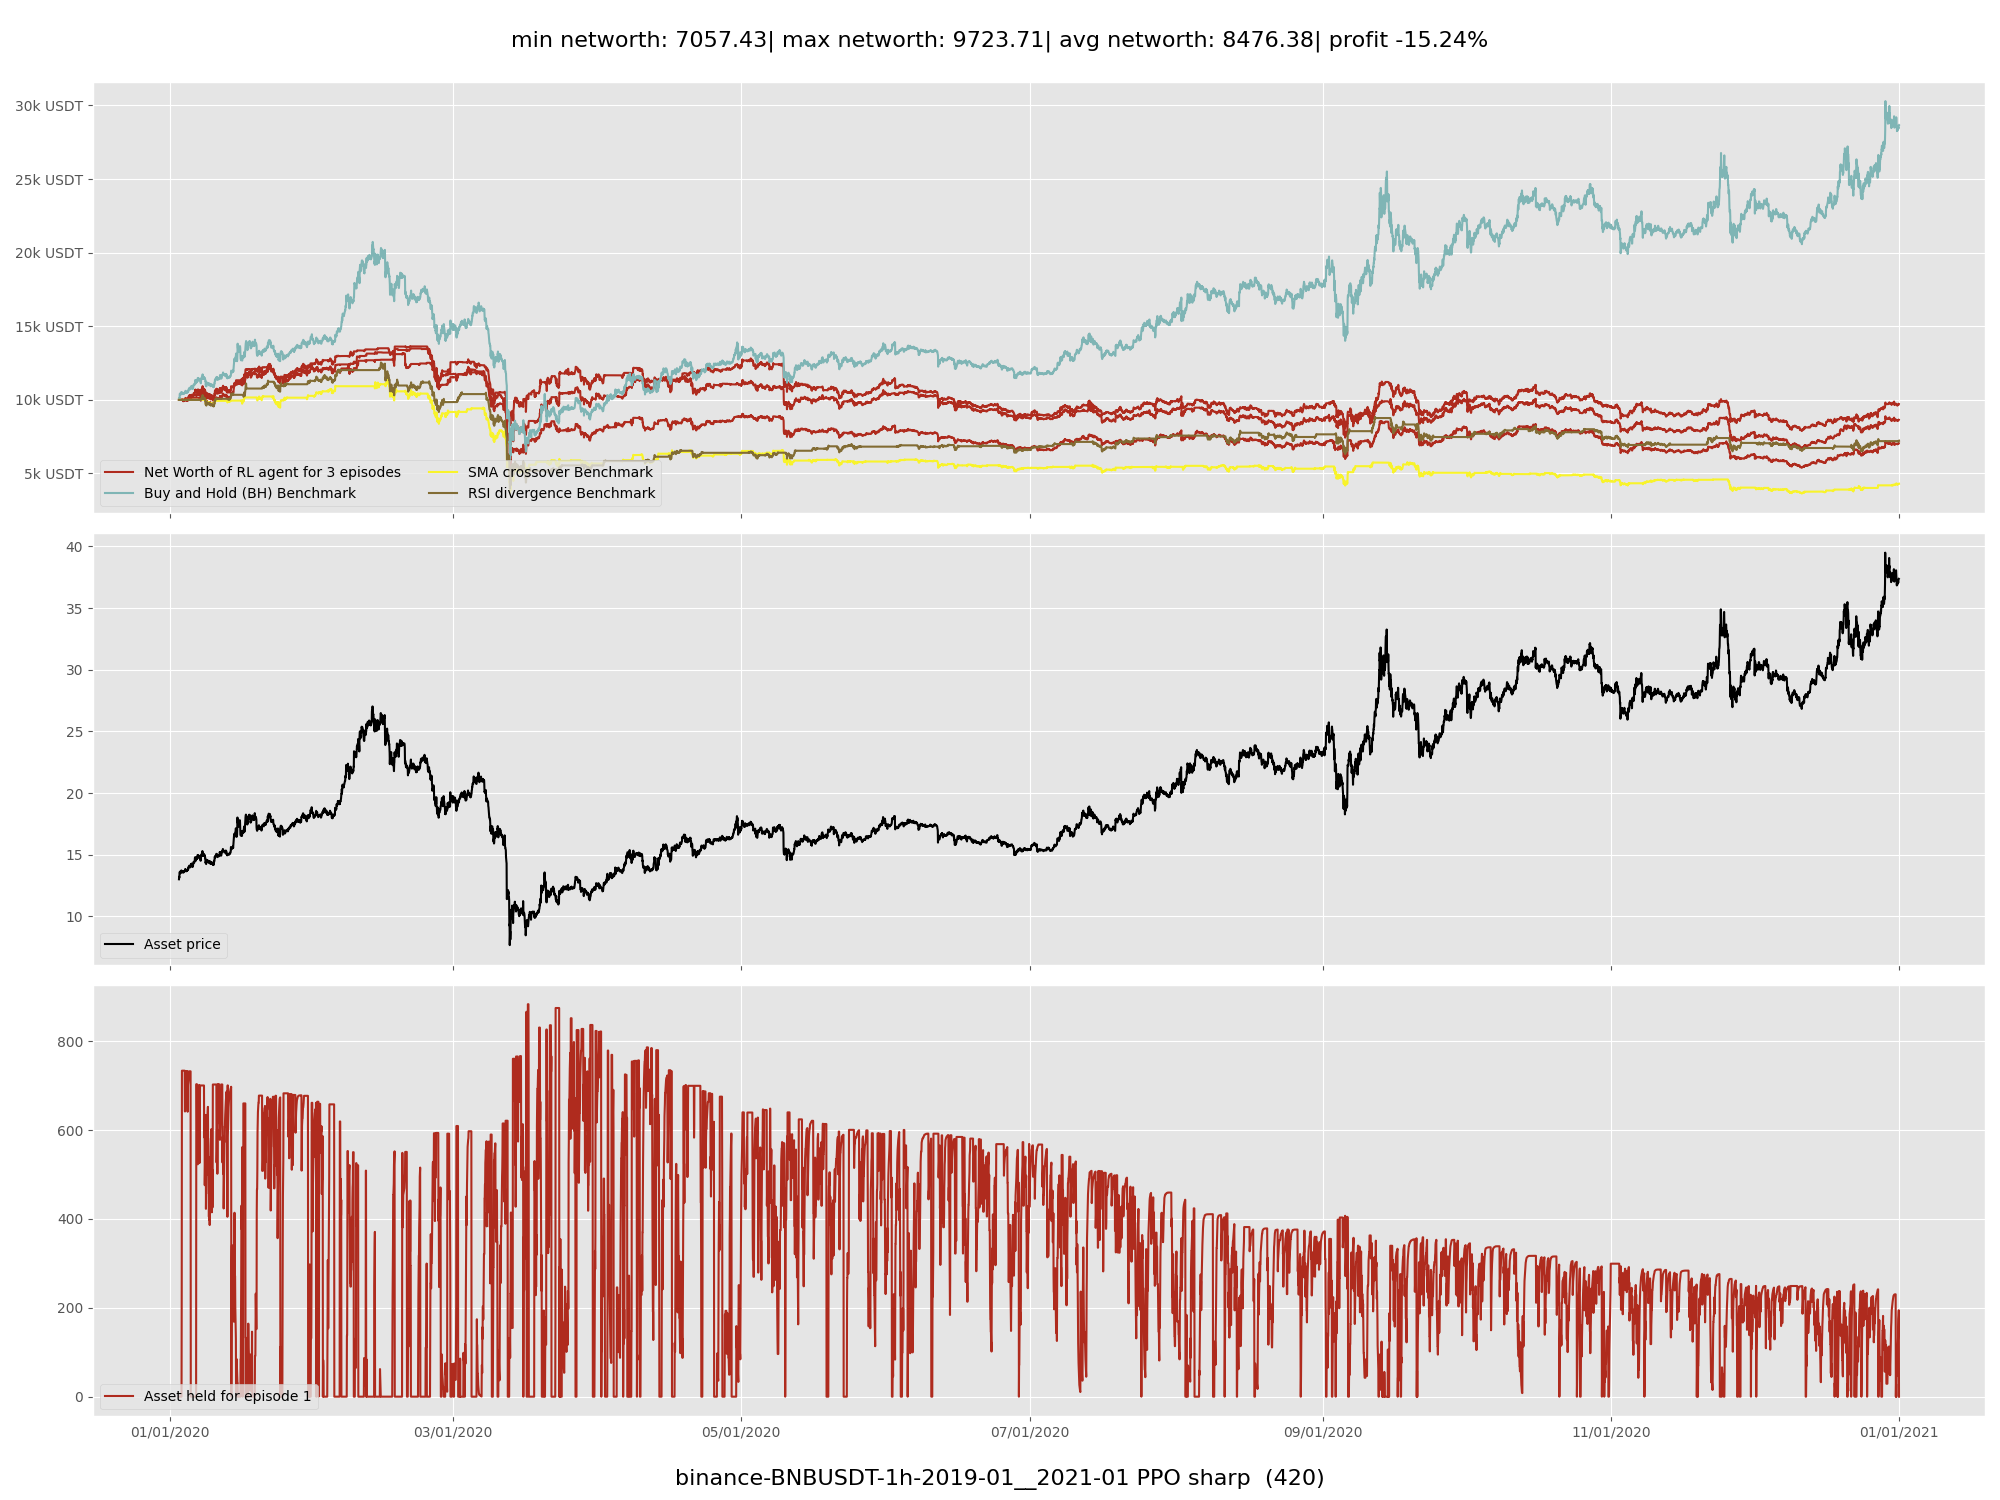 min networth: 7057.43| max networth: 9723.71| avg networth: 8476.38| profit -15.24%
30k USDT
25k USDT
20k USDT
15k USDT
10k USDT
5k USDT
Net Worth of RL agent for 3 episodes
Buy and Hold (BH) Benchmark
SMA crossover Benchmark
RSI divergence Benchmark
40
35
30
25
20
15
10
Asset price
800
600
400
200
0
Asset held for episode 1
01/01/2020 03/01/2020 05/01/2020 07/01/2020 09/01/2020 11/01/2020 01/01/2021
binance-BNBUSDT-1h-2019-01__2021-01 PPO sharp (420)